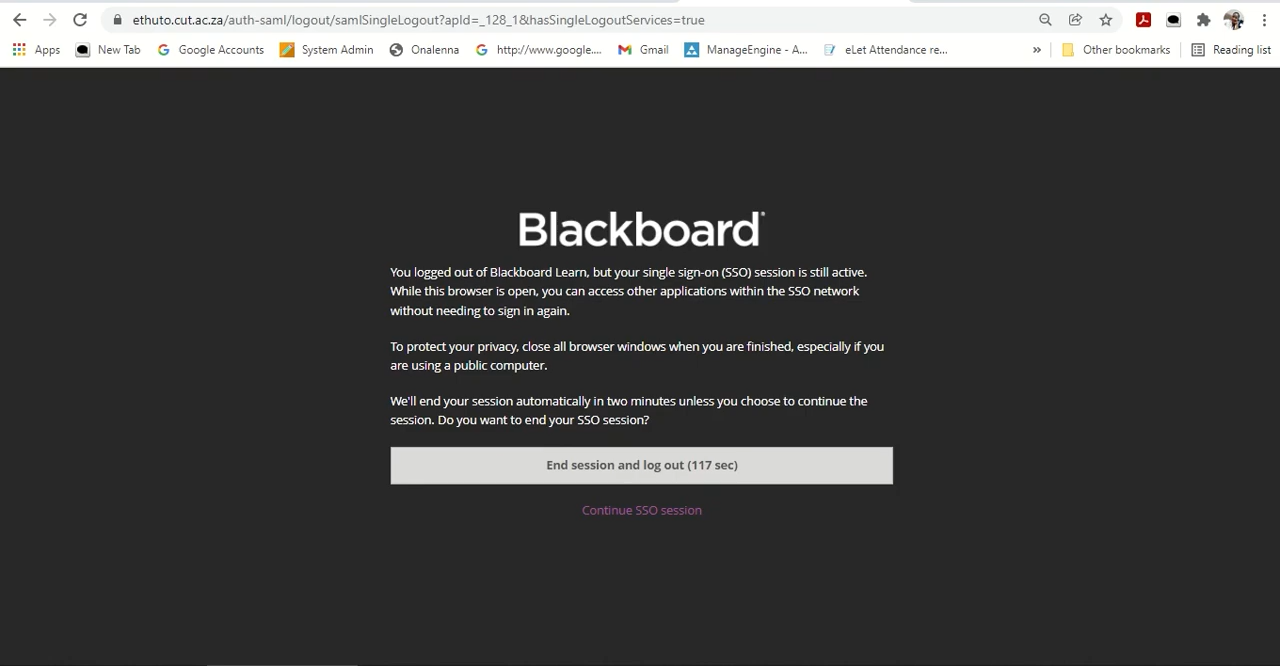 ethuto.cut.ac.za/auth-saml/logout/samlSingleLogout?apId=_128_1&hasSingleLogoutServices=true
Apps New Tab Google Accounts System Admin Onalenna http://www.google.... Gmail ManageEngine - A... eLet Attendance re... » Other bookmarks Reading list
Blackboard
You logged out of Blackboard Learn, but your single sign-on (SSO) session is still active.
While this browser is open, you can access other applications within the SSO network
without needing to sign in again.
To protect your privacy, close all browser windows when you are finished, especially if you
are using a public computer.
We'll end your session automatically in two minutes unless you choose to continue the
session. Do you want to end your SSO session?
End session and log out (117 sec)
Continue SSO session